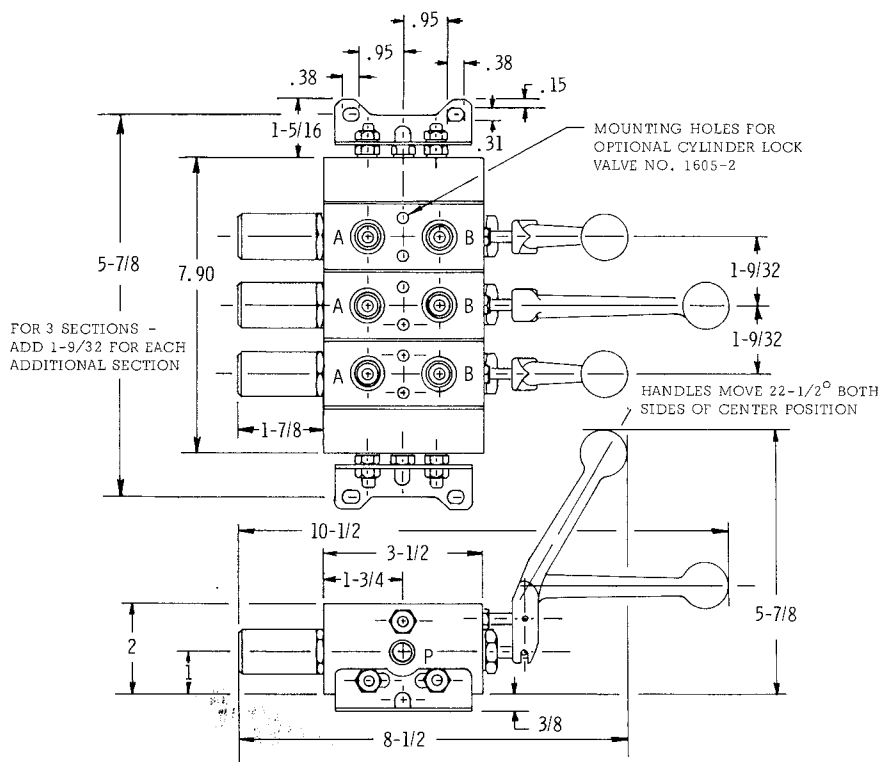 .95
.95
.38
.38
.15
1-5/16
.31
MOUNTING HOLES FOR
OPTIONAL CYLINDER LOCK
VALVE NO. 1605-2
A
B
5-7/8
7.90
1-9/32
A
B
FOR 3 SECTIONS -
ADD 1-9/32 FOR EACH
ADDITIONAL SECTION
1-9/32
A
B
HANDLES MOVE 22-1/2° BOTH
SIDES OF CENTER POSITION
1-7/8
10-1/2
3-1/2
1-3/4
5-7/8
2
1
P
3/8
8-1/2